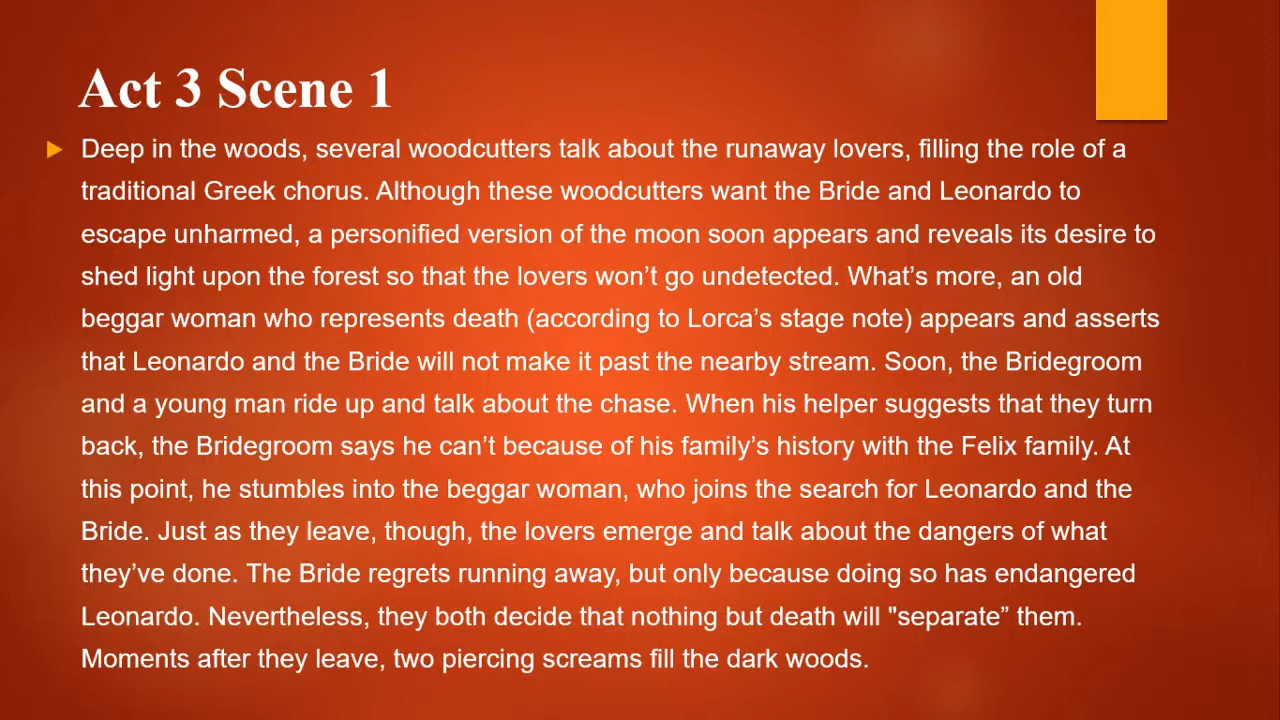 Act 3 Scene 1
Deep in the woods, several woodcutters talk about the runaway lovers, filling the role of a
traditional Greek chorus. Although these woodcutters want the Bride and Leonardo to
escape unharmed, a personified version of the moon soon appears and reveals its desire to
shed light upon the forest so that the lovers won’t go undetected. What’s more, an old
beggar woman who represents death (according to Lorca’s stage note) appears and asserts
that Leonardo and the Bride will not make it past the nearby stream. Soon, the Bridegroom
and a young man ride up and talk about the chase. When his helper suggests that they turn
back, the Bridegroom says he can’t because of his family’s history with the Felix family. At
this point, he stumbles into the beggar woman, who joins the search for Leonardo and the
Bride. Just as they leave, though, the lovers emerge and talk about the dangers of what
they’ve done. The Bride regrets running away, but only because doing so has endangered
Leonardo. Nevertheless, they both decide that nothing but death will "separate” them.
Moments after they leave, two piercing screams fill the dark woods.